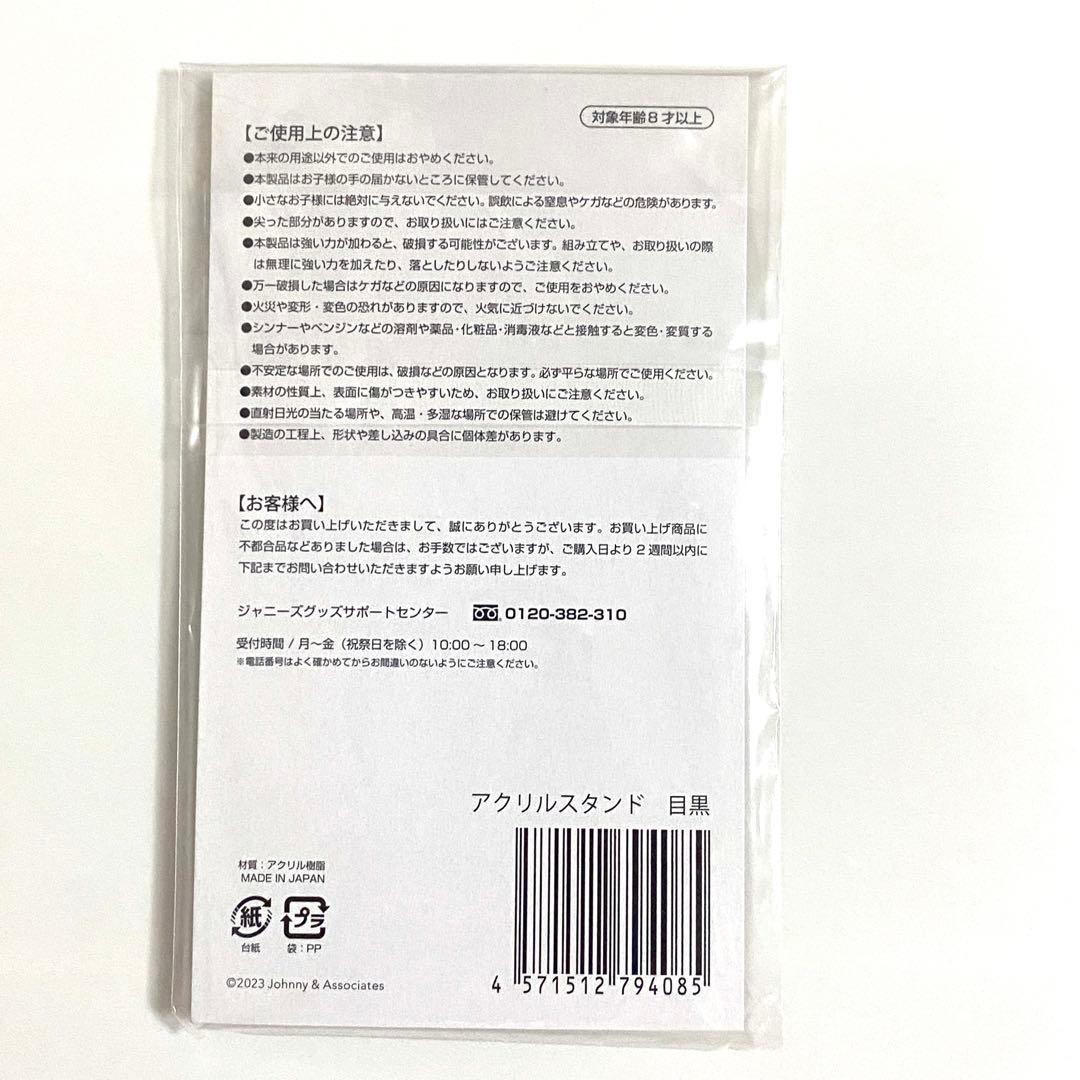 対象年齢8才以上
【ご使用上の注意】
●本来の用途以外でのご使用はおやめください。
●本製品はお子様の手の届かないところに保管してください。
●小さなお子様には絶対に与えないでください。誤飲による窒息やケガなどの危険があります。
●尖った部分がありますので、お取り扱いにはご注意ください。
●本製品は強い力が加わると、破損する可能性がございます。組み立てや、お取り扱いの際
は無理に強い力を加えたり、落としたりしないようご注意ください。
●万一破損した場合はケガなどの原因になりますので、ご使用をおやめください。
●火災や変形・変色の恐れがありますので、火気に近づけないでください。
●シンナーやベンジンなどの溶剤や薬品・化粧品・消毒液などと接触すると変色・変質する
場合があります。
●不安定な場所でのご使用は、破損などの原因となります。必ず平らな場所でご使用ください。
●素材の性質上、表面に傷がつきやすいため、お取り扱いにご注意ください。
●直射日光の当たる場所や、高温・多湿な場所での保管は避けてください。
●製造の工程上、形状や差し込みの具合に個体差があります。
【お客様へ】
この度はお買い上げいただきまして、誠にありがとうございます。お買い上げ商品に
不都合品などありました場合は、お手数ではございますが、ご購入日より2週間以内に
下記までお問い合わせいただきますようお願い申し上げます。
ジャニーズグッズサポートセンター 0120-382-310
受付時間 / 月～金（祝祭日を除く）10:00～18:00
※電話番号はよく確かめてからお間違いのないようにご注意ください。
アクリルスタンド 目黒
材質：アクリル樹脂
MADE IN JAPAN
紙 プラ
台紙 袋：PP
©2023 Johnny & Associates
4 571512 794085